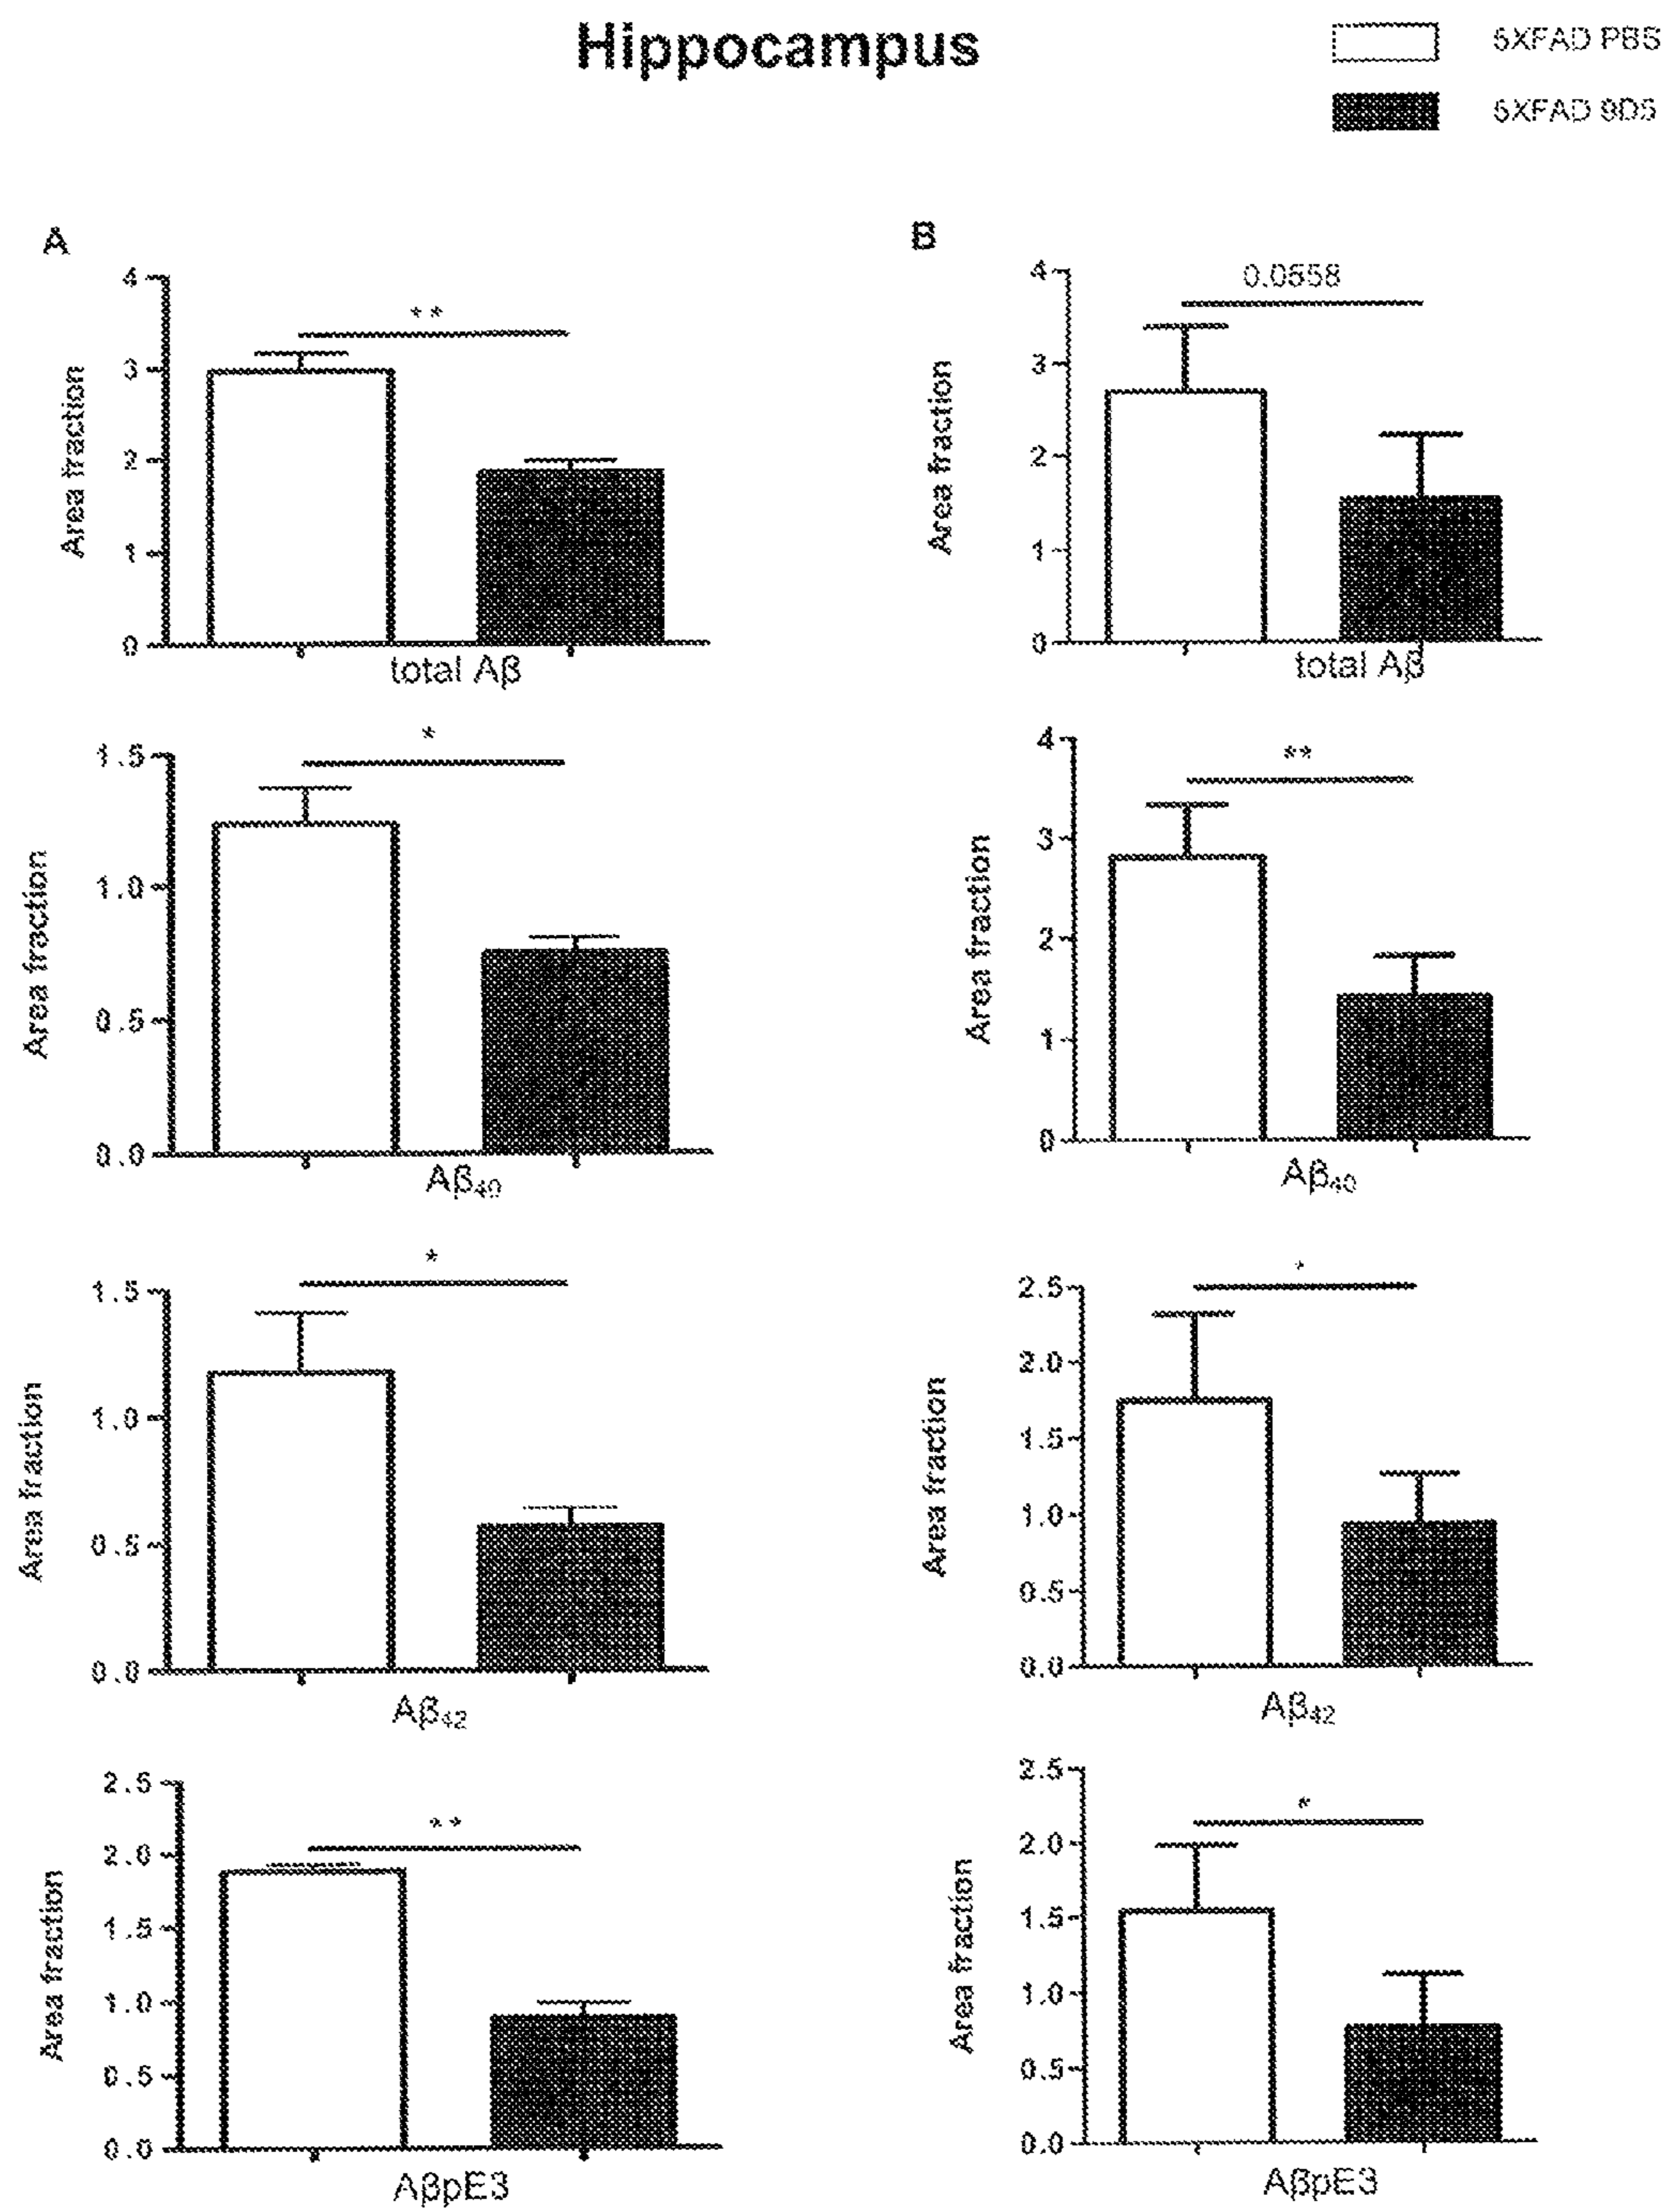 Hippocampus
5XFAD PBS
5XFAD 9D5
A
4
3
2
1
0
Area fraction
**
total Aβ
B
4
3
2
1
0
Area fraction
total Aβ
1.5
1.0
0.5
0.0
Area fraction
*
Aβ₄₀
4
3
2
1
0
Area fraction
**
Aβ₄₀
1.5
1.0
0.5
0.0
Area fraction
*
Aβ₄₂
2.5
2.0
1.5
1.0
0.5
0.0
Area fraction
*
Aβ₄₂
2.5
2.0
1.5
1.0
0.5
0.0
Area fraction
**
AβpE3
2.5
2.0
1.5
1.0
0.5
0.0
Area fraction
*
AβpE3